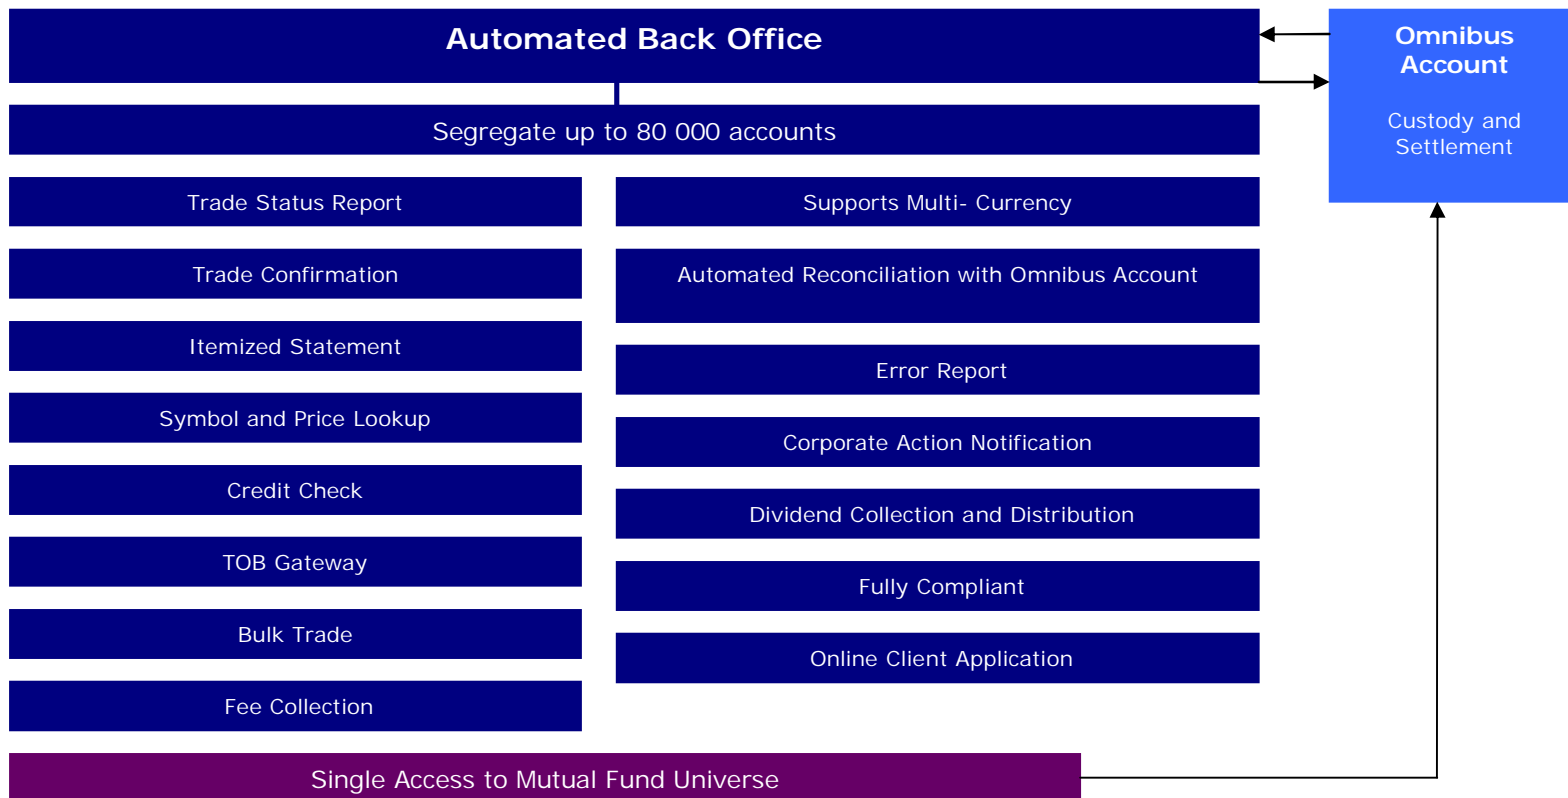 Automated Back Office
Omnibus
Account
Custody and
Settlement
Segregate up to 80 000 accounts
Trade Status Report
Trade Confirmation
Itemized Statement
Symbol and Price Lookup
Credit Check
TOB Gateway
Bulk Trade
Fee Collection
Supports Multi- Currency
Automated Reconciliation with Omnibus Account
Error Report
Corporate Action Notification
Dividend Collection and Distribution
Fully Compliant
Online Client Application
Single Access to Mutual Fund Universe